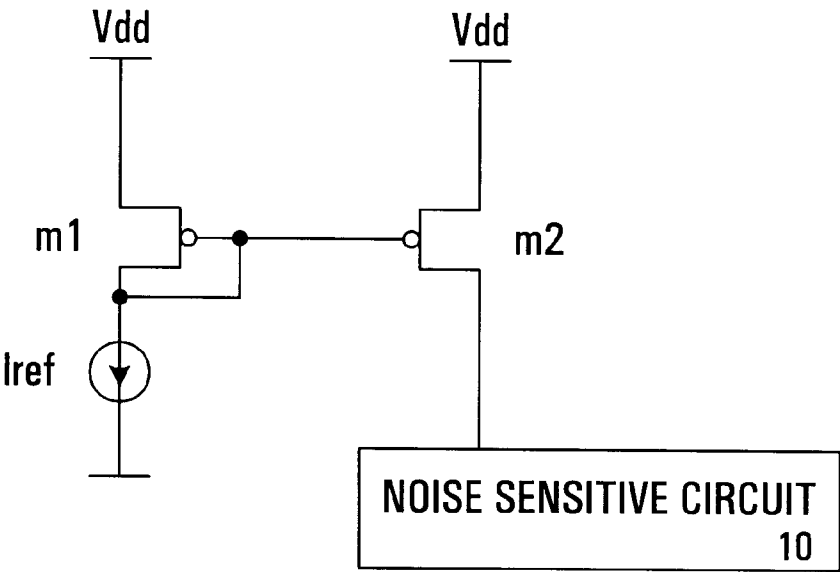 Vdd
Vdd
m1
m2
Iref
NOISE SENSITIVE CIRCUIT
10